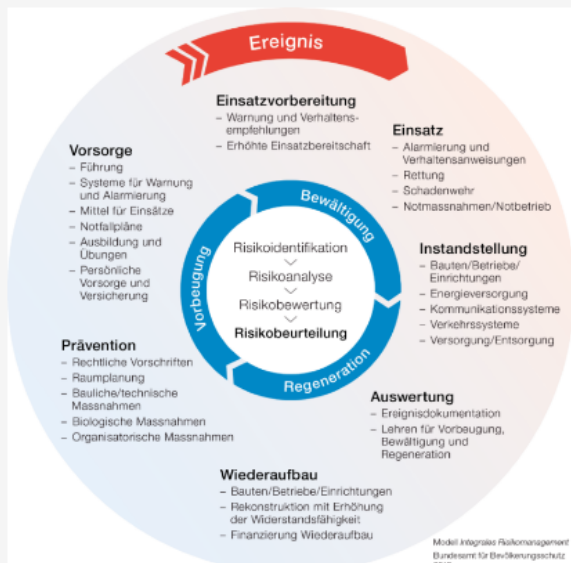 Ereignis
Einsatzvorbereitung
– Warnung und Verhaltens-
empfehlungen
– Erhöhte Einsatzbereitschaft
Einsatz
– Alarmierung und
Verhaltensanweisungen
– Rettung
– Schadenwehr
– Notmassnahmen/Notbetrieb
Instandstellung
– Bauten/Betriebe/
Einrichtungen
– Energieversorgung
– Kommunikationssysteme
– Verkehrssysteme
– Versorgung/Entsorgung
Auswertung
– Ereignisdokumentation
– Lehren für Vorbeugung,
Bewältigung und
Regeneration
Wiederaufbau
– Bauten/Betriebe/Einrichtungen
– Rekonstruktion mit Erhöhung
der Widerstandsfähigkeit
– Finanzierung Wiederaufbau
Prävention
– Rechtliche Vorschriften
– Raumplanung
– Bauliche/technische
Massnahmen
– Biologische Massnahmen
– Organisatorische Massnahmen
Vorsorge
– Führung
– Systeme für Warnung
und Alarmierung
– Mittel für Einsätze
– Notfallpläne
– Ausbildung und
Übungen
– Persönliche
Vorsorge und
Versicherung
Bewältigung
Regeneration
Vorbeugung
Risikoidentifikation
Risikoanalyse
Risikobewertung
Risikobeurteilung
Modell Integrales Risikomanagement
Bundesamt für Bevölkerungsschutz